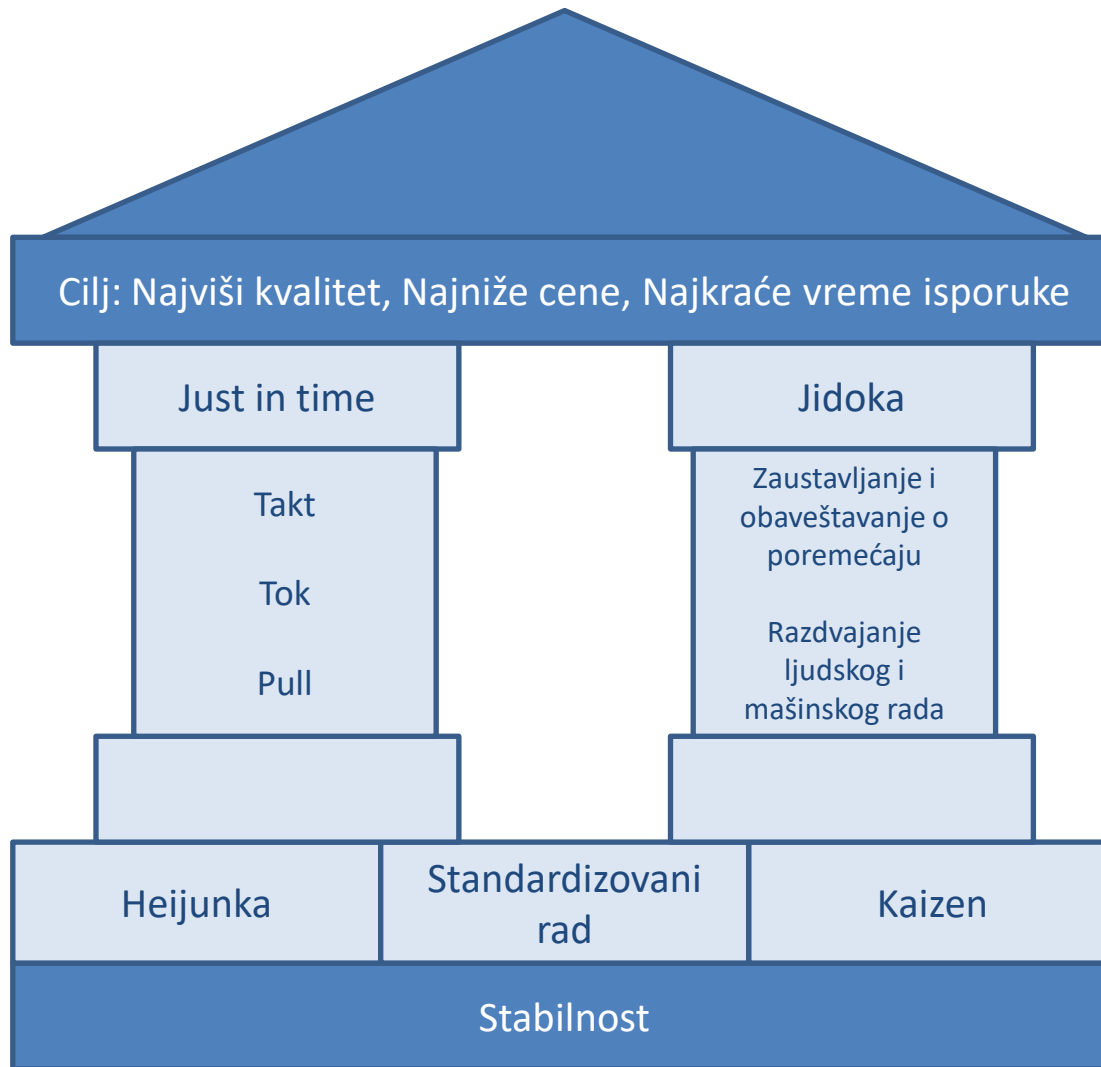 Cilj: Najviši kvalitet, Najniže cene, Najkraće vreme isporuke
Just in time
Takt
Tok
Pull
Jidoka
Zaustavljanje i
obaveštavanje o
poremećaju
Razdvajanje
ljudskog i
mašinskog rada
Heijunka
Standardizovani
rad
Kaizen
Stabilnost